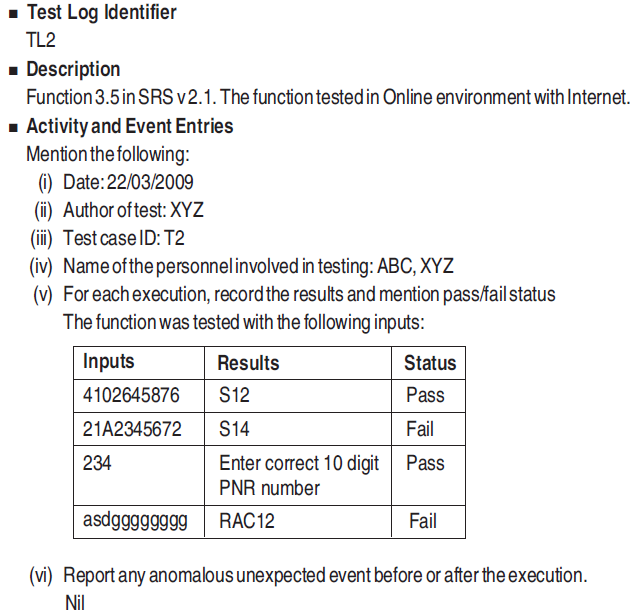 ▪ Test Log Identifier
TL2
▪ Description
Function 3.5 in SRS v 2.1. The function tested in Online environment with Internet.
▪ Activity and Event Entries
Mention the following:
(i) Date: 22/03/2009
(ii) Author of test: XYZ
(iii) Test case ID: T2
(iv) Name of the personnel involved in testing: ABC, XYZ
(v) For each execution, record the results and mention pass/fail status
The function was tested with the following inputs:
Inputs Results Status
4102645876 S12 Pass
21A2345672 S14 Fail
234 Enter correct 10 digit Pass
PNR number
asdgggggggg RAC12 Fail
(vi) Report any anomalous unexpected event before or after the execution.
Nil